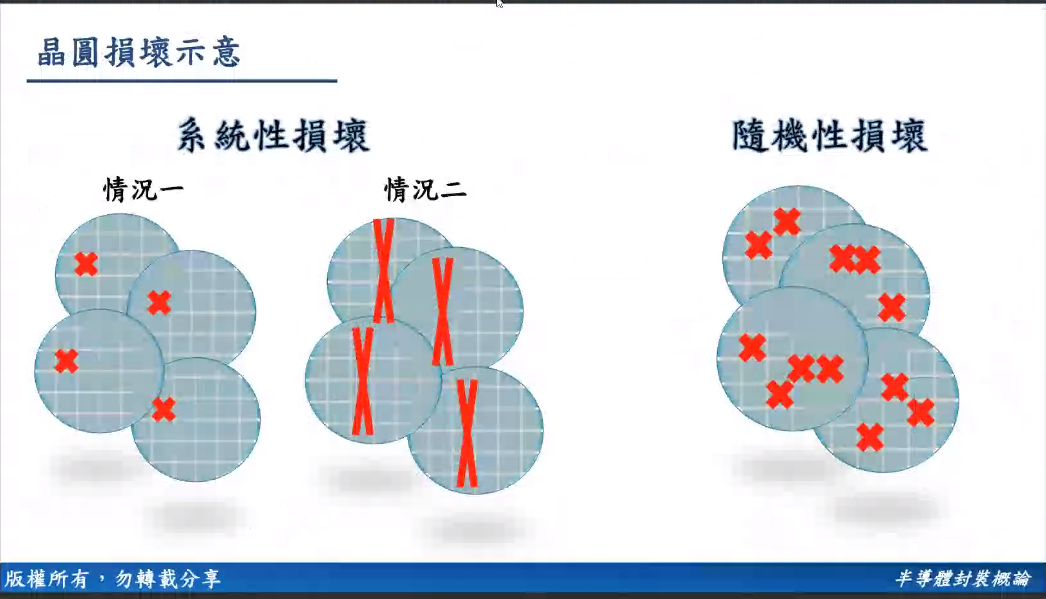 晶圓損壞示意
系統性損壞
隨機性損壞
情況一
情況二
版權所有，勿轉載分享
半導體封裝概論